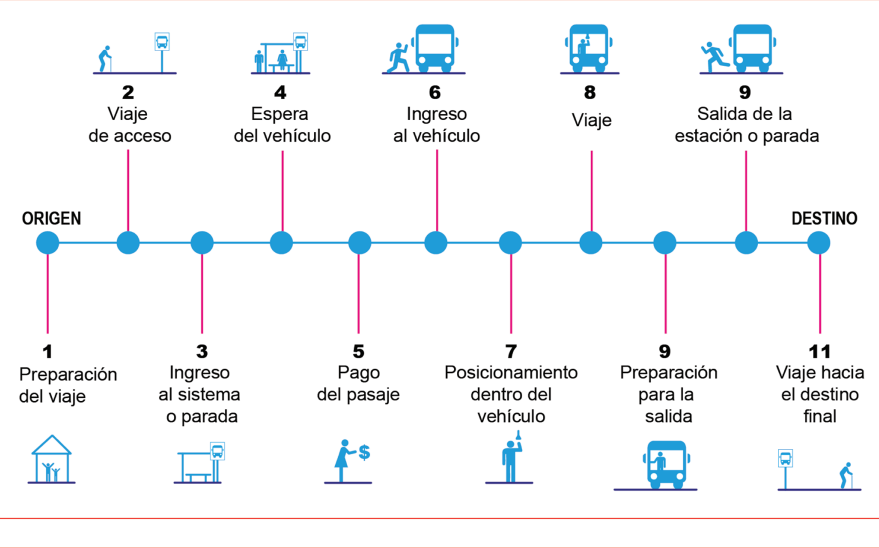 2
Viaje
de acceso
4
Espera
del vehículo
6
Ingreso
al vehículo
8
Viaje
9
Salida de la
estación o parada
ORIGEN
DESTINO
1
Preparación
del viaje
3
Ingreso
al sistema
o parada
5
Pago
del pasaje
$
7
Posicionamiento
dentro del
vehículo
9
Preparación
para la
salida
11
Viaje hacia
el destino
final